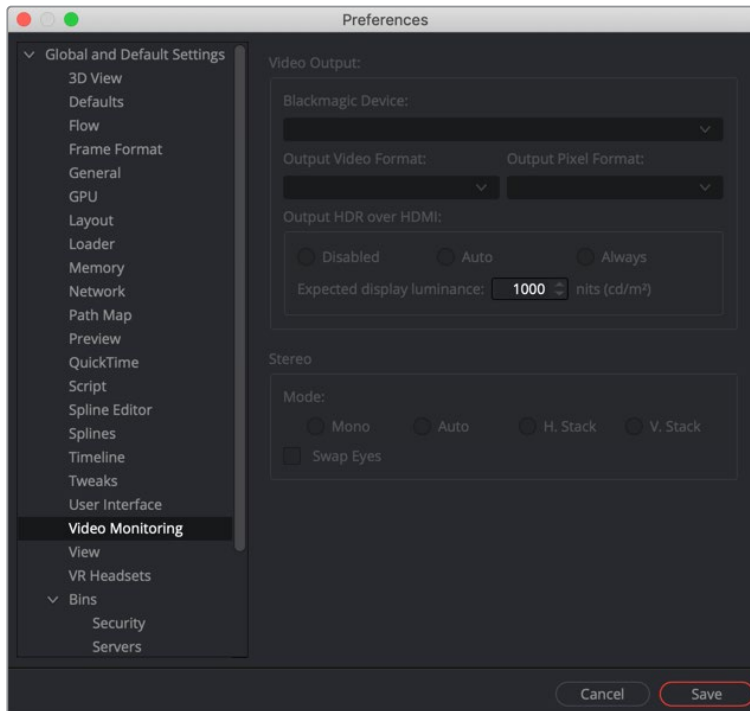 Preferences
Global and Default Settings
3D View
Defaults
Flow
Frame Format
General
GPU
Layout
Loader
Memory
Network
Path Map
Preview
QuickTime
Script
Spline Editor
Splines
Timeline
Tweaks
User Interface
Video Monitoring
View
VR Headsets
Bins
Security
Servers
Video Output:
Blackmagic Device:
Output Video Format: Output Pixel Format:
Output HDR over HDMI:
Disabled Auto Always
Expected display luminance: 1000 nits (cd/m²)
Stereo
Mode:
Mono Auto H. Stack V. Stack
Swap Eyes
Cancel Save